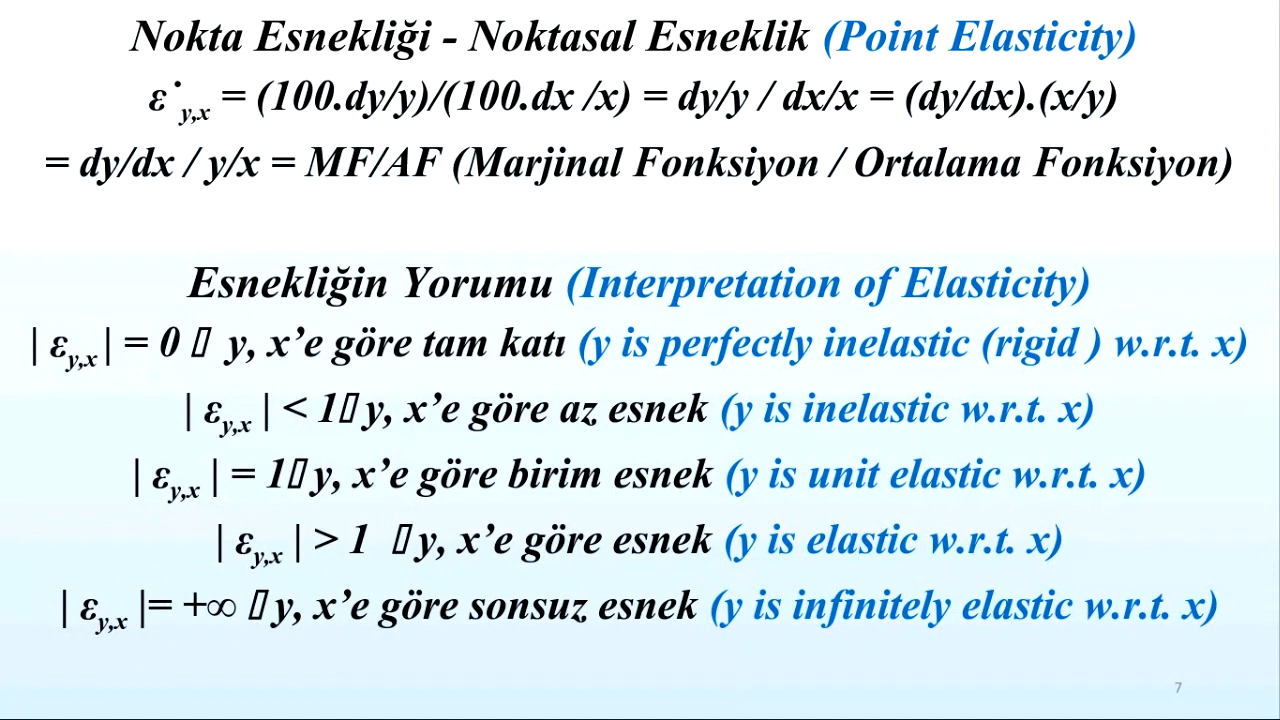 Nokta Esnekliği - Noktasal Esneklik (Point Elasticity)
ε˙y,x = (100.dy/y)/(100.dx /x) = dy/y / dx/x = (dy/dx).(x/y)
= dy/dx / y/x = MF/AF (Marjinal Fonksiyon / Ortalama Fonksiyon)
Esnekliğin Yorumu (Interpretation of Elasticity)
| εy,x | = 0 ▯ y, x’e göre tam katı (y is perfectly inelastic (rigid ) w.r.t. x)
| εy,x | < 1▯ y, x’e göre az esnek (y is inelastic w.r.t. x)
| εy,x | = 1▯ y, x’e göre birim esnek (y is unit elastic w.r.t. x)
| εy,x | > 1 ▯ y, x’e göre esnek (y is elastic w.r.t. x)
| εy,x |= +∞ ▯ y, x’e göre sonsuz esnek (y is infinitely elastic w.r.t. x)
7